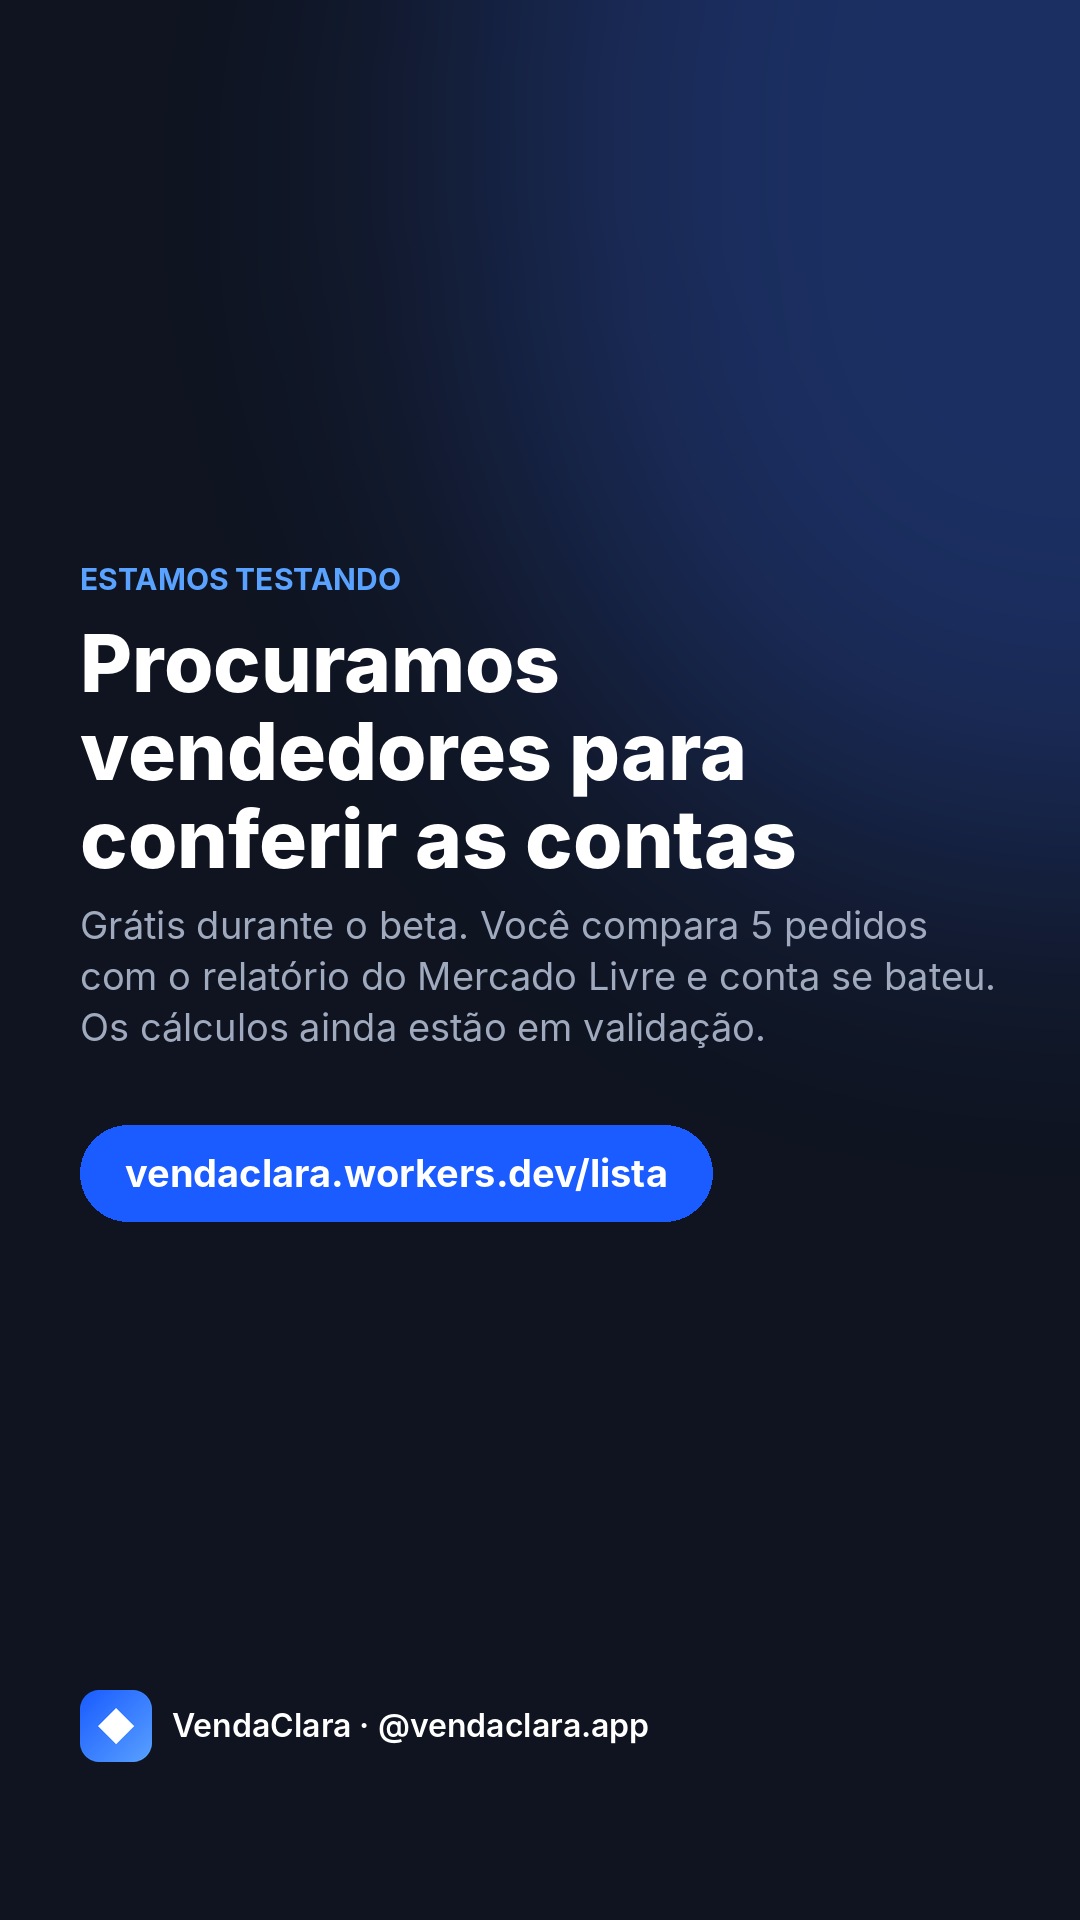 ESTAMOS TESTANDO
Procuramos
vendedores para
conferir as contas
Grátis durante o beta. Você compara 5 pedidos
com o relatório do Mercado Livre e conta se bateu.
Os cálculos ainda estão em validação.
vendaclara.workers.dev/lista
VendaClara · @vendaclara.app